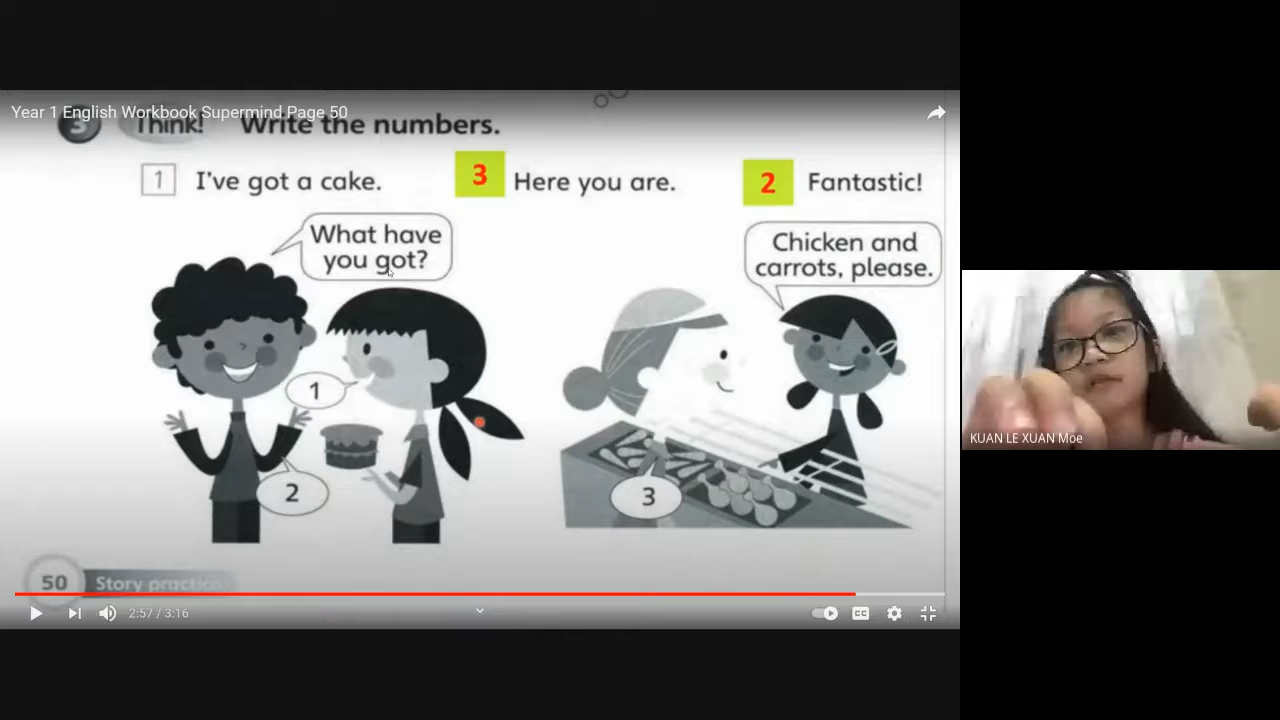 Year 1 English Workbook Supermind Page 50
3 Think! Write the numbers.
1 I've got a cake.
3 Here you are.
2 Fantastic!
What have
you got?
Chicken and
carrots, please.
1
2
3
50 Story practice
2:57 / 3:16
CC
KUAN LE XUAN Moe